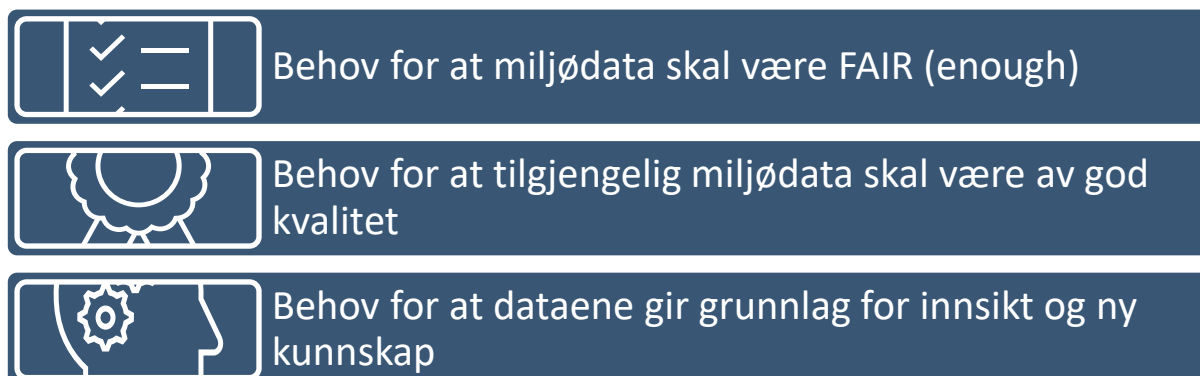 Behov for at miljødata skal være FAIR (enough)
Behov for at tilgjengelig miljødata skal være av god
kvalitet
Behov for at dataene gir grunnlag for innsikt og ny
kunnskap